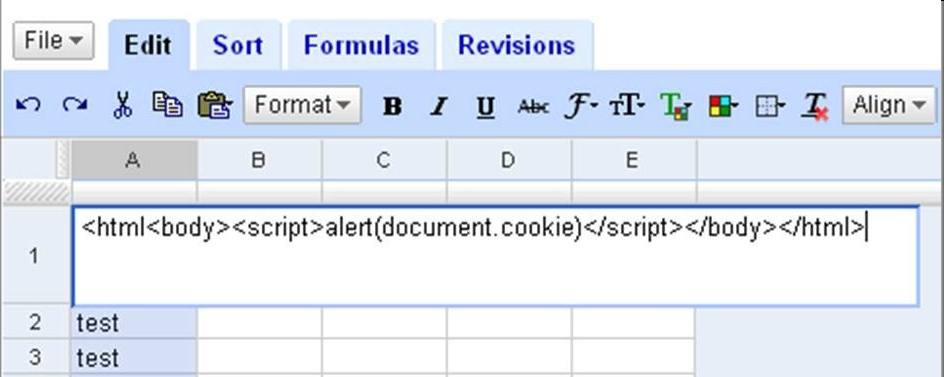 File Edit Sort Formulas Revisions
Format B I U Abc F T T T Align
A B C D E
1 <html<body><script>alert(document.cookie)</script></body></html>
2 test
3 test